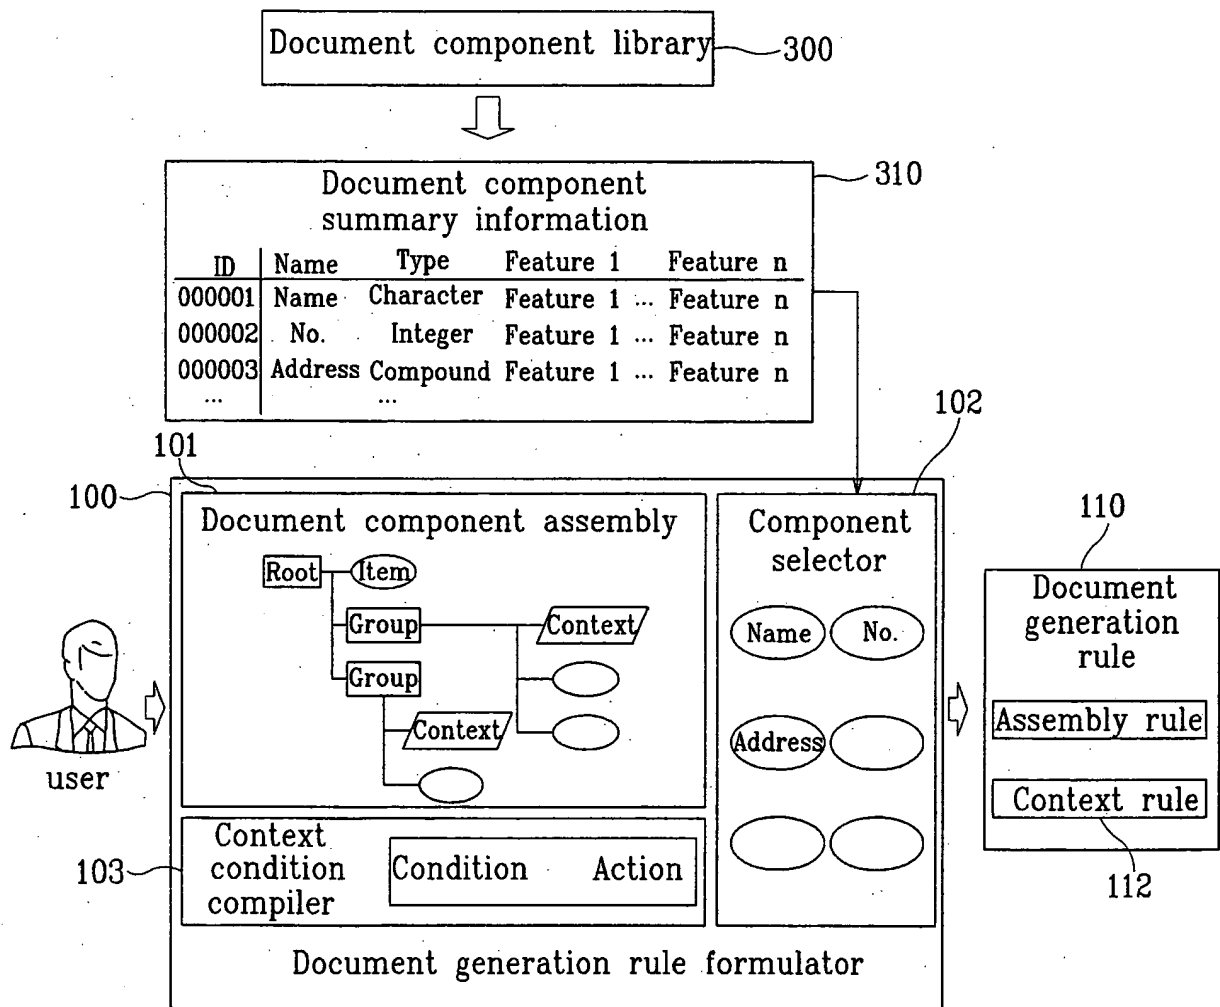 Document component library
300
Document component
summary information
310
ID Name Type Feature 1 Feature n
000001 Name Character Feature 1 ... Feature n
000002 No. Integer Feature 1 ... Feature n
000003 Address Compound Feature 1 ... Feature n
... ...
101
102
100
Document component assembly
Root Item
Group Context
Group
Context
Component
selector
Name No.
Address
110
Document
generation
rule
Assembly rule
Context rule
112
user
103
Context
condition
compiler
Condition Action
Document generation rule formulator